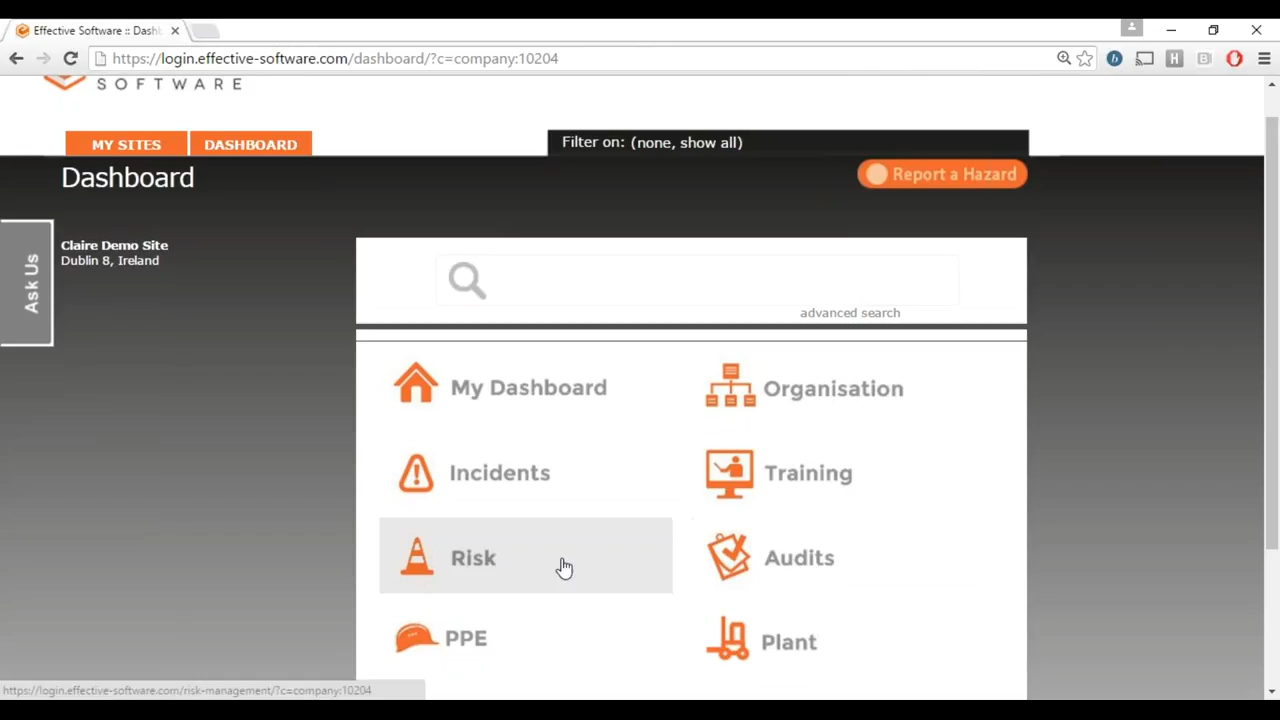 Effective Software :: Dashb
https://login.effective-software.com/dashboard/?c=company:10204
SOFTWARE
MY SITES
DASHBOARD
Filter on: (none, show all)
Dashboard
Report a Hazard
Ask Us
Claire Demo Site
Dublin 8, Ireland
advanced search
My Dashboard
Organisation
Incidents
Training
Risk
Audits
PPE
Plant
https://login.effective-software.com/risk-management/?c=company:10204